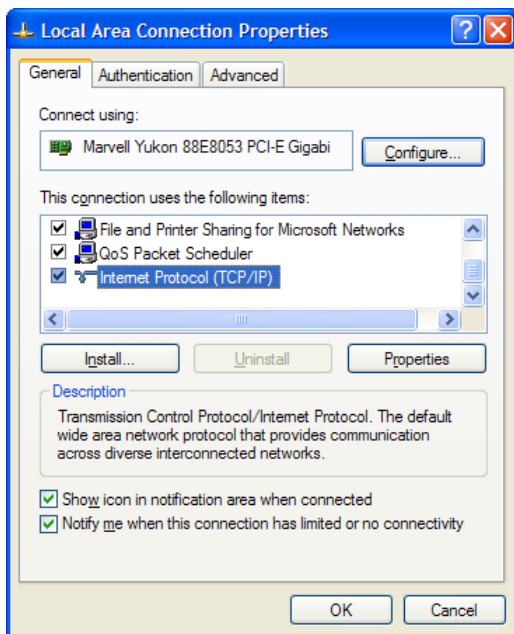 Local Area Connection Properties
General
Authentication
Advanced
Connect using:
Marvell Yukon 88E8053 PCI-E Gigabi
Configure...
This connection uses the following items:
File and Printer Sharing for Microsoft Networks
QoS Packet Scheduler
Internet Protocol (TCP/IP)
Install...
Uninstall
Properties
Description
Transmission Control Protocol/Internet Protocol. The default
wide area network protocol that provides communication
across diverse interconnected networks.
Show icon in notification area when connected
Notify me when this connection has limited or no connectivity
OK
Cancel